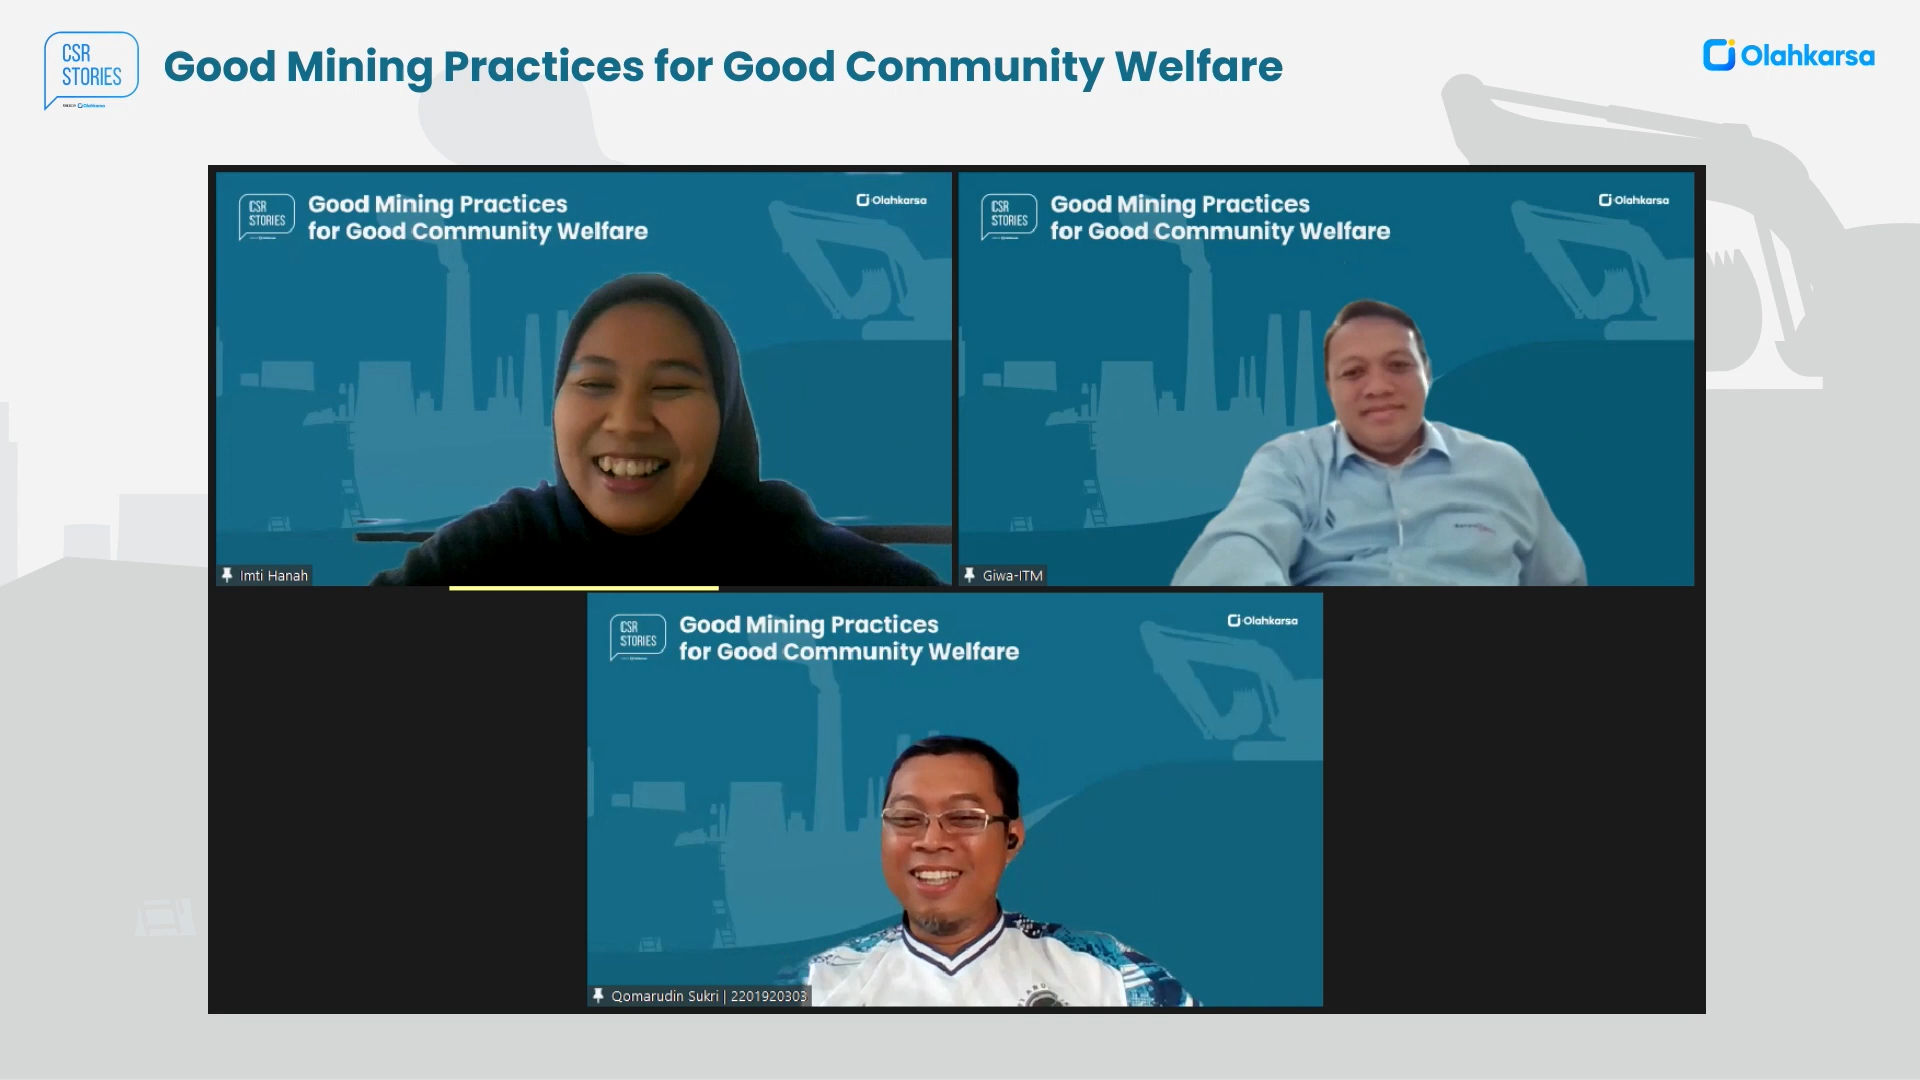 CSR
STORIES
Good Mining Practices for Good Community Welfare
Olahkarsa
CSR
STORIES
Good Mining Practices
for Good Community Welfare
Olahkarsa
Imti Hanah
CSR
STORIES
Good Mining Practices
for Good Community Welfare
Olahkarsa
Giwa-ITM
CSR
STORIES
Good Mining Practices
for Good Community Welfare
Olahkarsa
Qomarudin Sukri | 2201920303